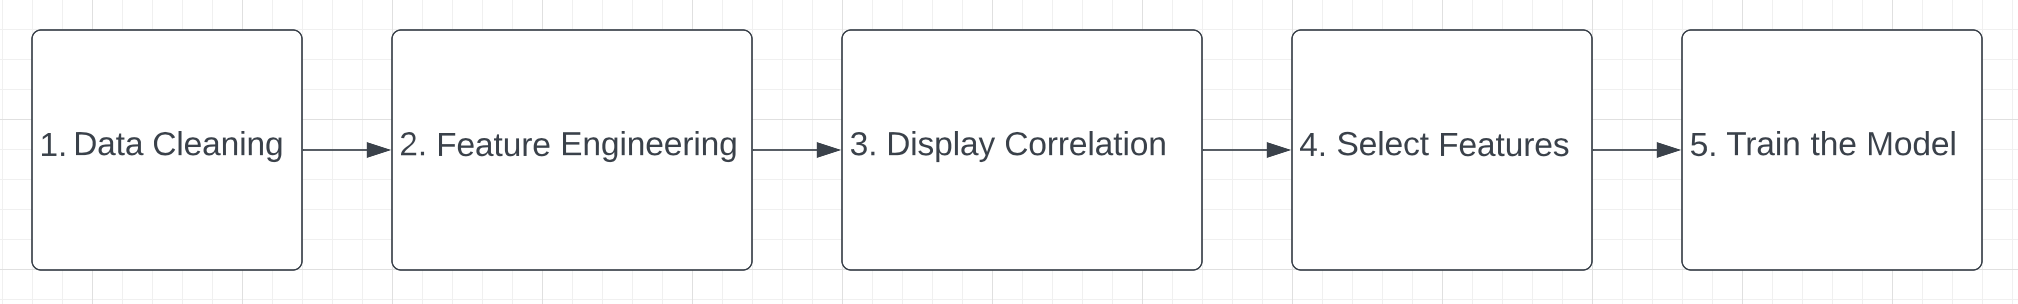 1. Data Cleaning
2. Feature Engineering
3. Display Correlation
4. Select Features
5. Train the Model